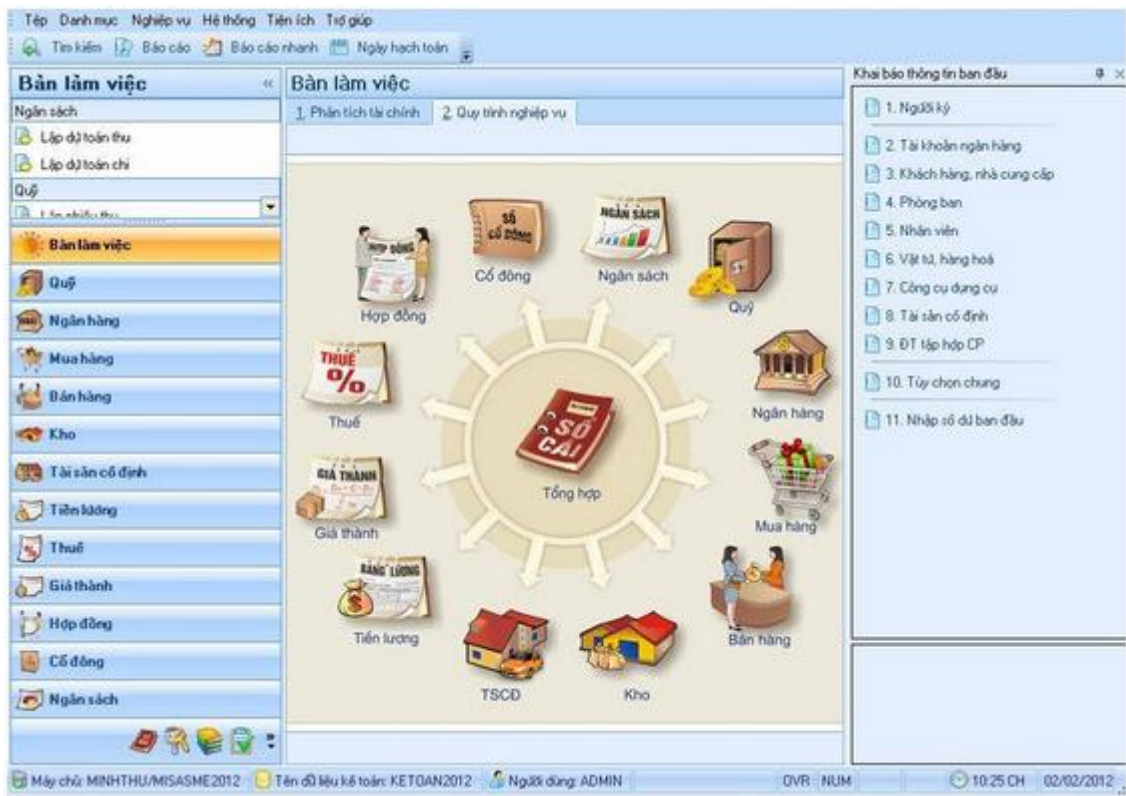 Tệp Danh mục Nghiệp vụ Hệ thống Tiện ích Trợ giúp
Tìm kiếm Báo cáo Báo cáo nhanh Ngày hạch toán
Bàn làm việc
Ngân sách
Lập dự toán thu
Lập dự toán chi
Quỹ
Lập phiếu thu
Bàn làm việc
Quỹ
Ngân hàng
Mua hàng
Bán hàng
Kho
Tài sản cố định
Tiền lương
Thuế
Giá thành
Hợp đồng
Cổ đông
Ngân sách
Bàn làm việc
1. Phân tích tài chính 2. Quy trình nghiệp vụ
HỢP ĐỒNG
Hợp đồng
SỔ CỔ ĐÔNG
Cổ đông
NGÂN SÁCH
Ngân sách
Quỹ
THUẾ %
Thuế
Ngân hàng
SỔ CÁI
Tổng hợp
GIÁ THÀNH
Giá thành
Mua hàng
BẢNG LƯƠNG
Tiền lương
TSCĐ
Kho
Bán hàng
Khai báo thông tin ban đầu
1. Người ký
2. Tài khoản ngân hàng
3. Khách hàng, nhà cung cấp
4. Phòng ban
5. Nhân viên
6. Vật tư, hàng hoá
7. Công cụ dụng cụ
8. Tài sản cố định
9. ĐT tập hợp CP
10. Tùy chọn chung
11. Nhập số dư ban đầu
Máy chủ: MINHTHU/MISASME2012 Tên dữ liệu kế toán: KETOAN2012 Người dùng: ADMIN OVR NUM 10:25 CH 02/02/2012